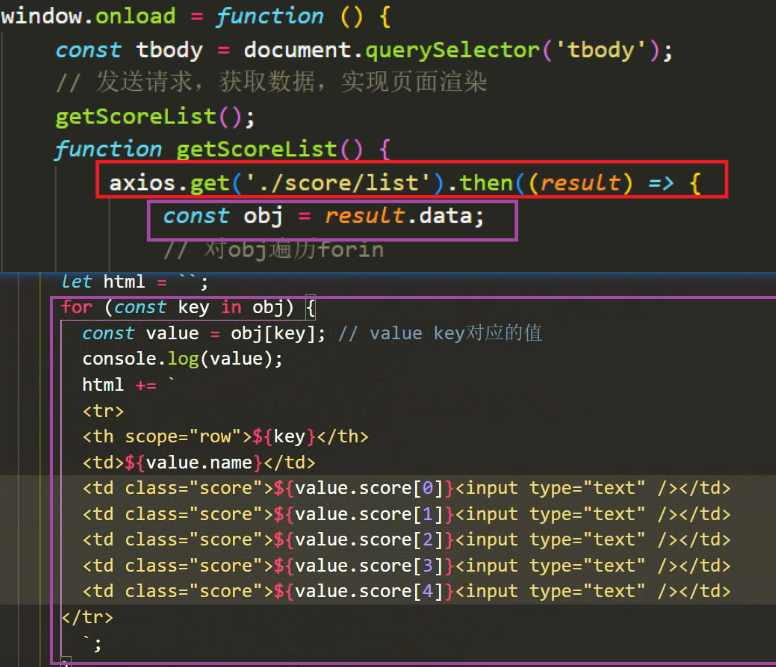 window.onload = function () {
const tbody = document.querySelector('tbody');
// 发送请求，获取数据，实现页面渲染
getScoreList();
function getScoreList() {
axios.get('./score/list').then((result) => {
const obj = result.data;
// 对obj遍历forin
let html = ``;
for (const key in obj) {
const value = obj[key]; // value key对应的值
console.log(value);
html += `
<tr>
<th scope="row">${key}</th>
<td>${value.name}</td>
<td class="score">${value.score[0]}<input type="text" /></td>
<td class="score">${value.score[1]}<input type="text" /></td>
<td class="score">${value.score[2]}<input type="text" /></td>
<td class="score">${value.score[3]}<input type="text" /></td>
<td class="score">${value.score[4]}<input type="text" /></td>
</tr>
`;